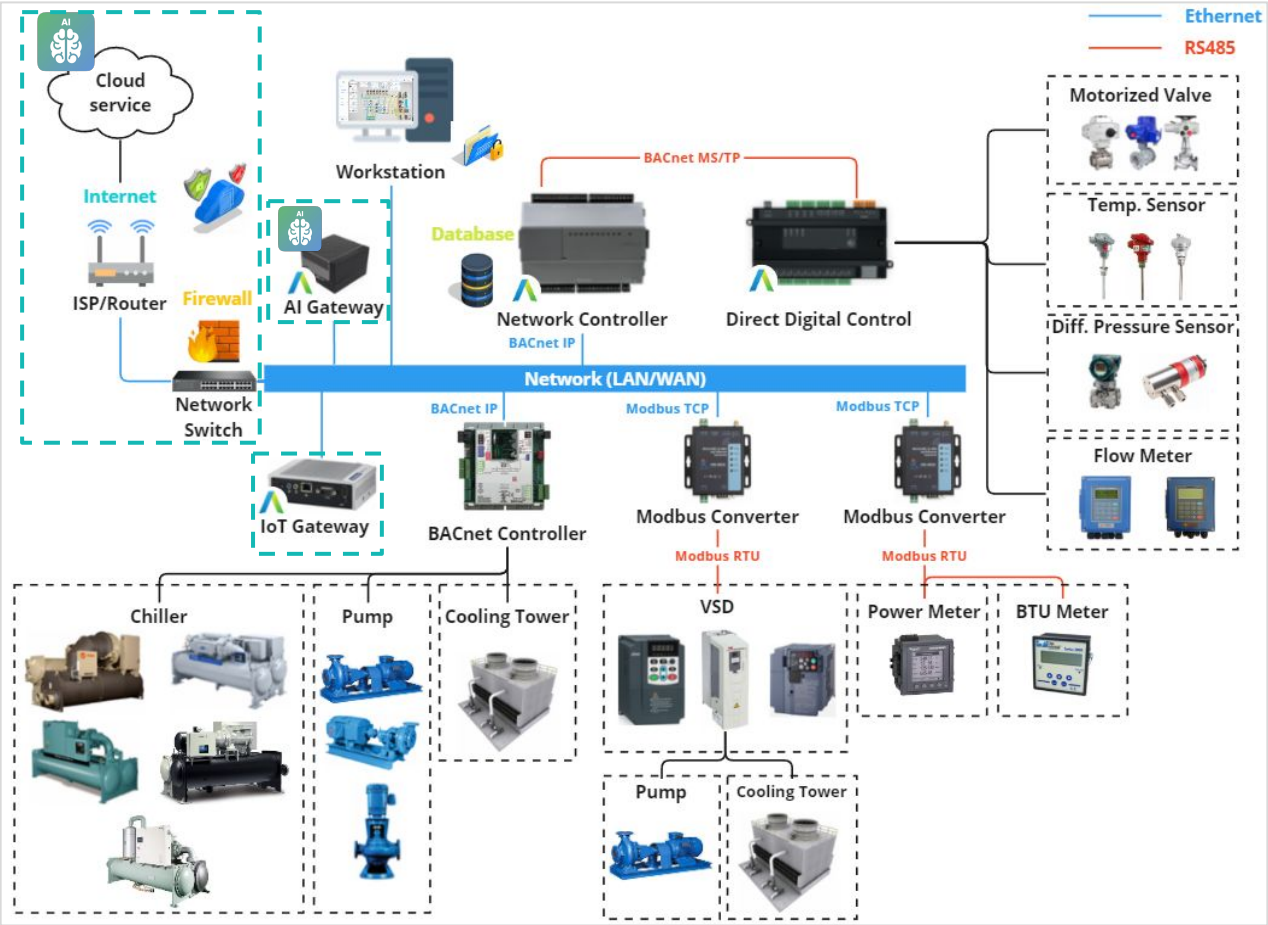 Ethernet
RS485
AI
Cloud
service
Internet
ISP/Router
Firewall
Network
Switch
Workstation
AI
AI Gateway
Database
BACnet MS/TP
Network Controller
BACnet IP
Direct Digital Control
Motorized Valve
Temp. Sensor
Diff. Pressure Sensor
Flow Meter
Network (LAN/WAN)
IoT Gateway
BACnet IP
BACnet Controller
Modbus TCP
Modbus Converter
Modbus RTU
Modbus TCP
Modbus Converter
Modbus RTU
Chiller
Pump
Cooling Tower
VSD
Power Meter
BTU Meter
Pump
Cooling Tower